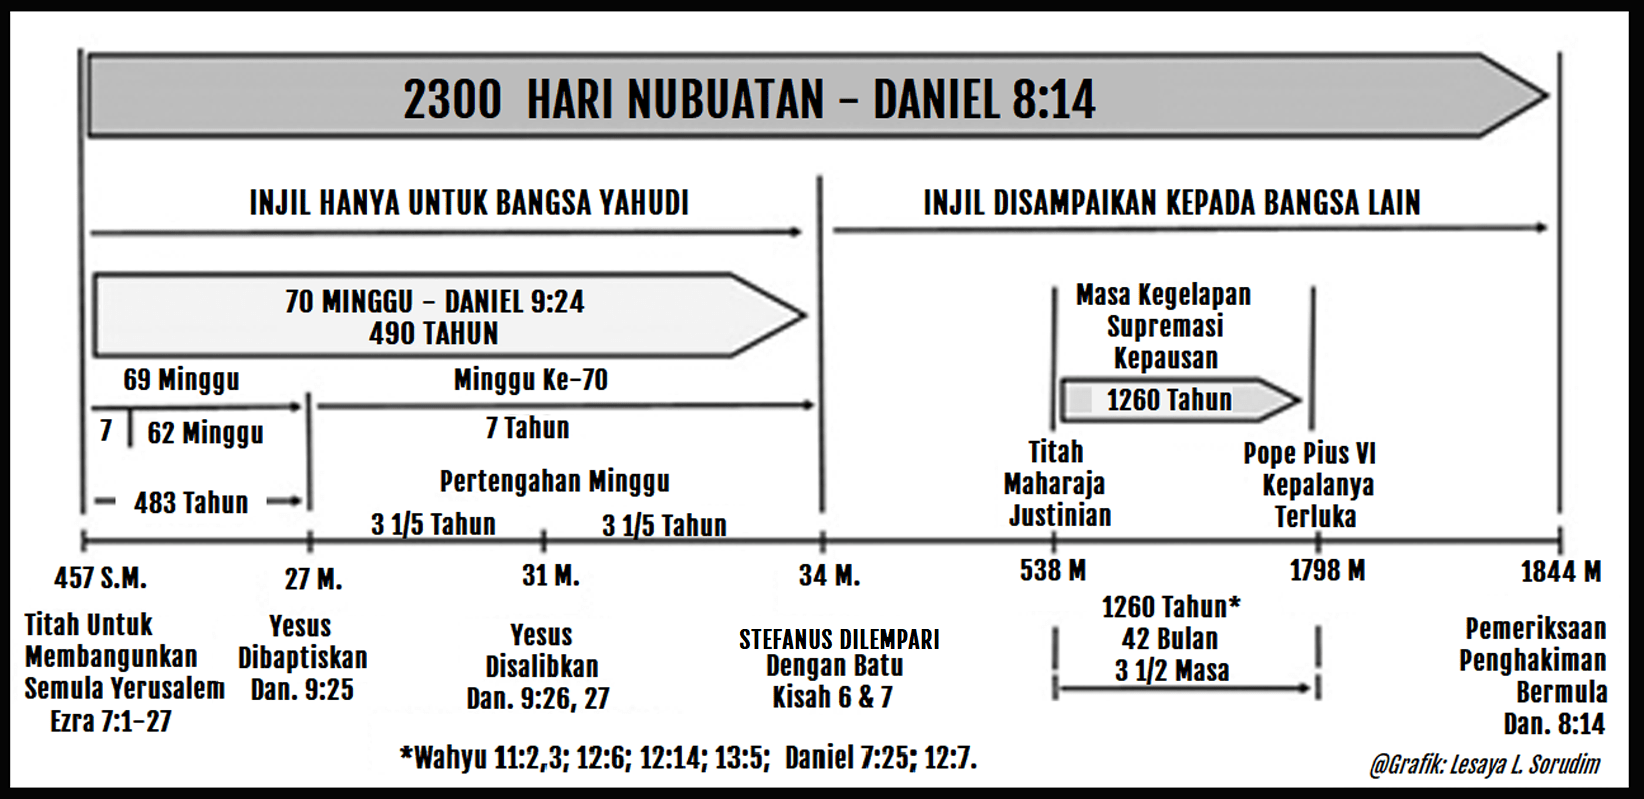 2300 HARI NUBUATAN - DANIEL 8:14
INJIL HANYA UNTUK BANGSA YAHUDI
INJIL DISAMPAIKAN KEPADA BANGSA LAIN
70 MINGGU - DANIEL 9:24
490 TAHUN
69 Minggu
Minggu Ke-70
7
62 Minggu
7 Tahun
483 Tahun
Pertengahan Minggu
3 1/5 Tahun
3 1/5 Tahun
Masa Kegelapan
Supremasi
Kepausan
1260 Tahun
Titah
Maharaja
Justinian
Pope Pius VI
Kepalanya
Terluka
457 S.M.
27 M.
31 M.
34 M.
538 M
1798 M
1844 M
Titah Untuk
Membangunkan
Semula Yerusalem
Ezra 7:1-27
Yesus
Dibaptiskan
Dan. 9:25
Yesus
Disalibkan
Dan. 9:26, 27
STEFANUS DILEMPARI
Dengan Batu
Kisah 6 & 7
1260 Tahun*
42 Bulan
3 1/2 Masa
Pemeriksaan
Penghakiman
Bermula
Dan. 8:14
*Wahyu 11:2,3; 12:6; 12:14; 13:5; Daniel 7:25; 12:7.
@Grafik: Lesaya L. Sorudim